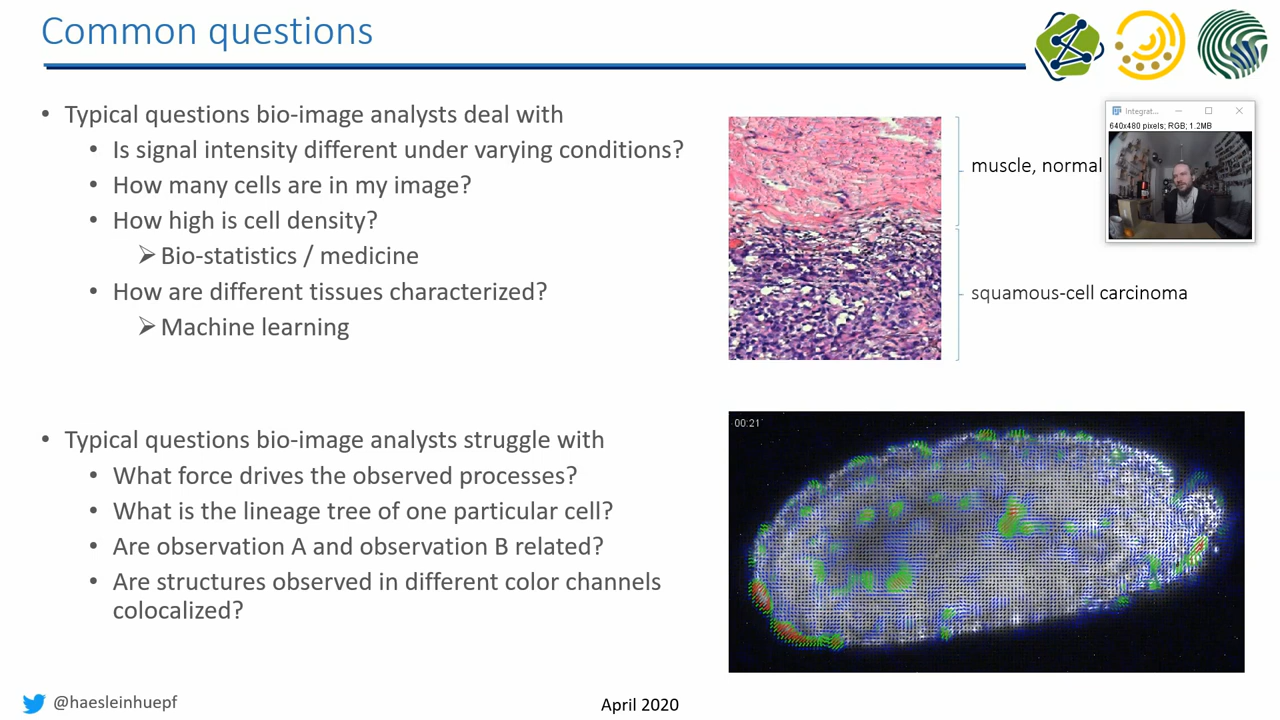 Common questions
• Typical questions bio-image analysts deal with
• Is signal intensity different under varying conditions?
• How many cells are in my image?
• How high is cell density?
➢ Bio-statistics / medicine
• How are different tissues characterized?
➢ Machine learning
muscle, normal
Integrat...
640x480 pixels; RGB; 1.2MB
squamous-cell carcinoma
• Typical questions bio-image analysts struggle with
• What force drives the observed processes?
• What is the lineage tree of one particular cell?
• Are observation A and observation B related?
• Are structures observed in different color channels
colocalized?
00:21
@haesleinhuepf
April 2020